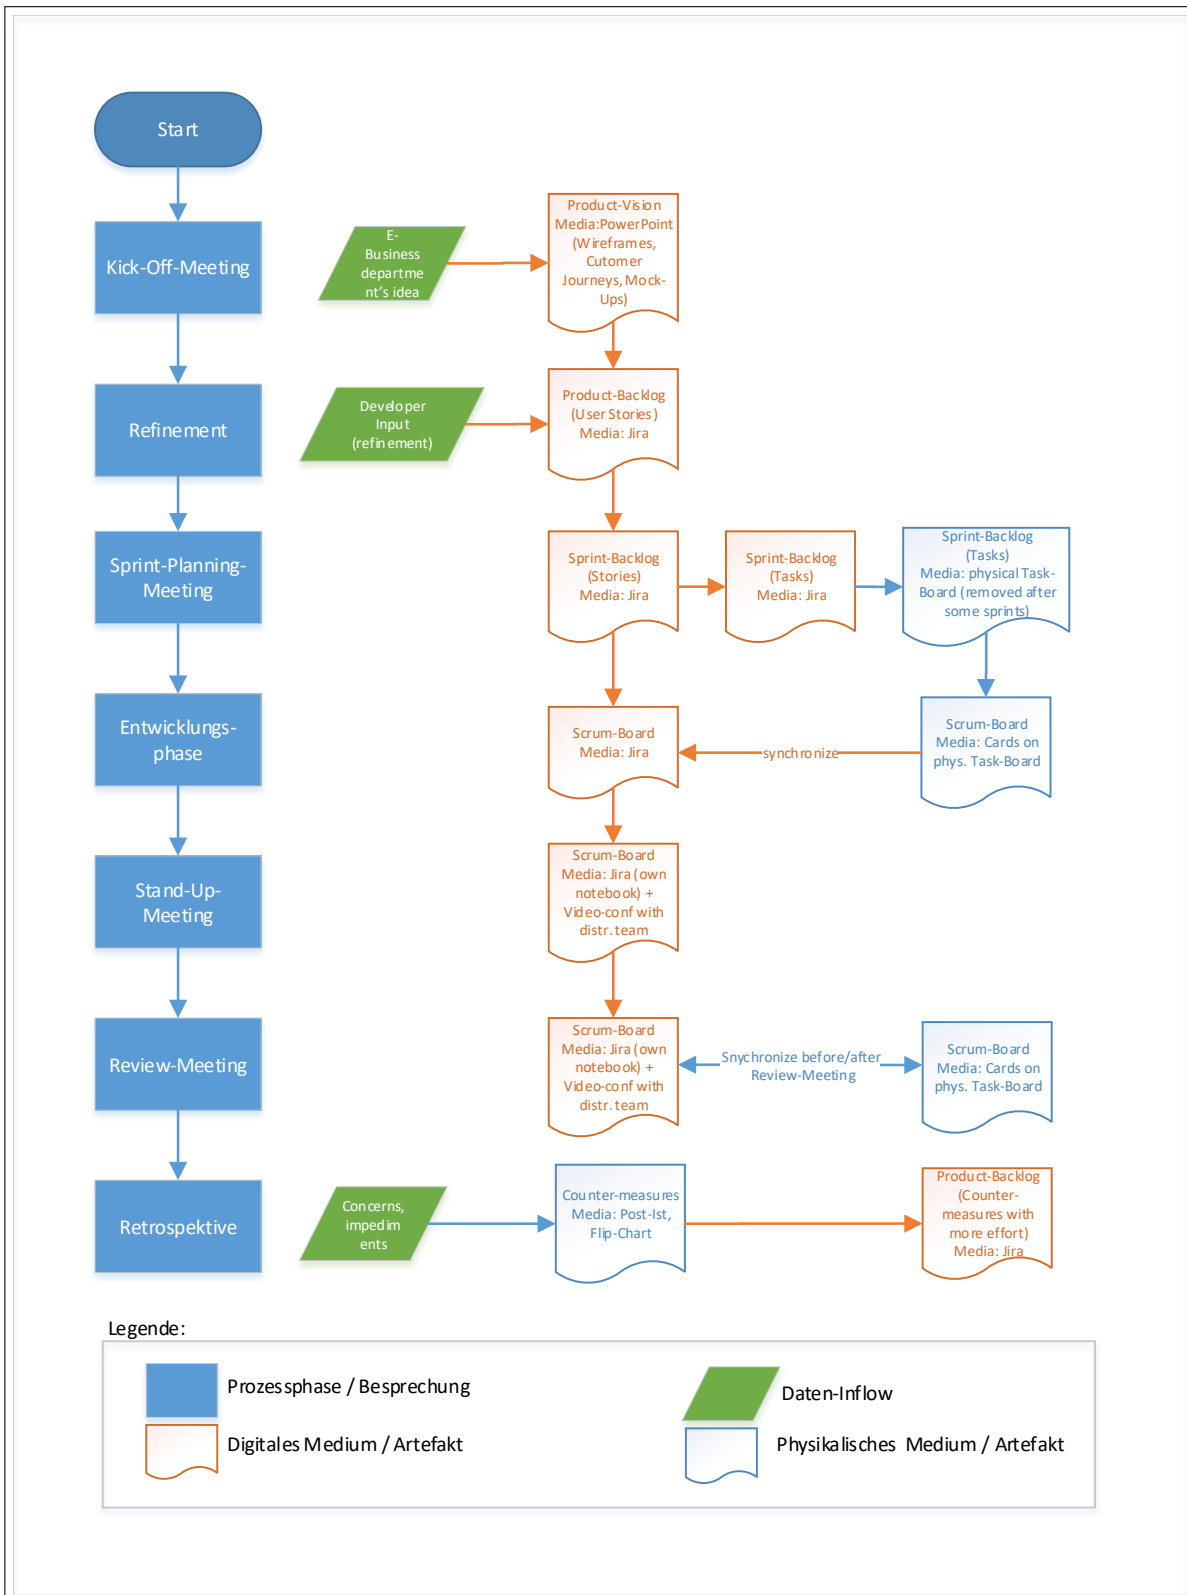 Start
Kick-Off-Meeting
E-
Business
departme
nt's idea
Product-Vision
Media:PowerPoint
(Wireframes,
Cutomer
Journeys, Mock-
Ups)
Refinement
Developer
Input
(refinement)
Product-Backlog
(User Stories)
Media: Jira
Sprint-Planning-
Meeting
Sprint-Backlog
(Stories)
Media: Jira
Sprint-Backlog
(Tasks)
Media: Jira
Sprint-Backlog
(Tasks)
Media: physical Task-
Board (removed after
some sprints)
Entwicklungs-
phase
Scrum-Board
Media: Jira
synchronize
Scrum-Board
Media: Cards on
phys. Task-Board
Stand-Up-
Meeting
Scrum-Board
Media: Jira (own
notebook) +
Video-conf with
distr. team
Review-Meeting
Scrum-Board
Media: Jira (own
notebook) +
Video-conf with
distr. team
Snychronize before/after
Review-Meeting
Scrum-Board
Media: Cards on
phys. Task-Board
Retrospektive
Concerns,
impedim
ents
Counter-measures
Media: Post-Ist,
Flip-Chart
Product-Backlog
(Counter-
measures with
more effort)
Media: Jira
Legende:
Prozessphase / Besprechung
Daten-Inflow
Digitales Medium / Artefakt
Physikalisches Medium / Artefakt